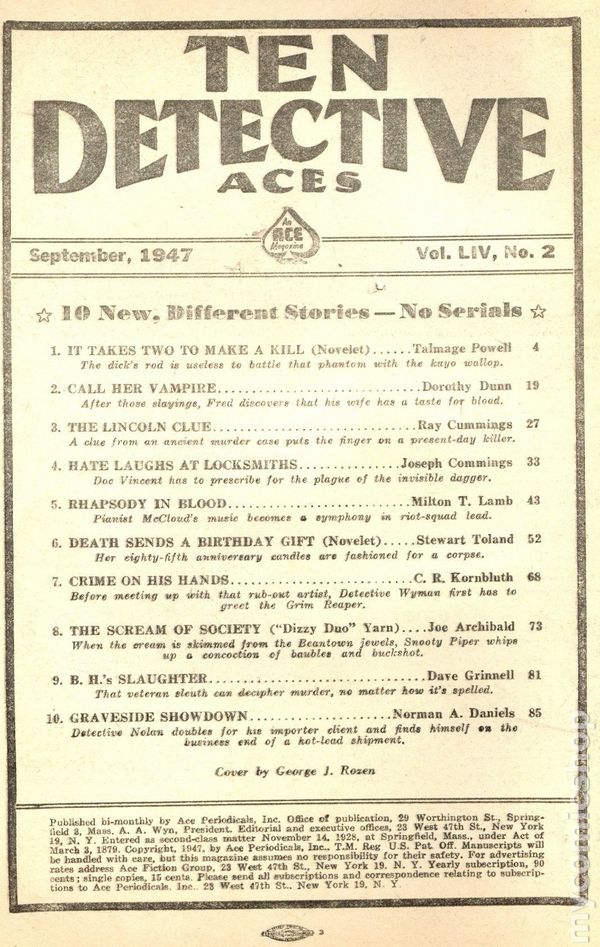 TEN
DETECTIVE
ACES
An
ACE
Magazine
September, 1947 Vol. LIV, No. 2
☆ 10 New, Different Stories — No Serials ☆
1. IT TAKES TWO TO MAKE A KILL (Novelet)......Talmage Powell 4
The dick's rod is useless to battle that phantom with the kayo wallop.
2. CALL HER VAMPIRE..............................Dorothy Dunn 19
After those slayings, Fred discovers that his wife has a taste for blood.
3. THE LINCOLN CLUE..............................Ray Cummings 27
A clue from an ancient murder case puts the finger on a present-day killer.
4. HATE LAUGHS AT LOCKSMITHS...............Joseph Commings 33
Doc Vincent has to prescribe for the plague of the invisible dagger.
5. RHAPSODY IN BLOOD...........................Milton T. Lamb 43
Pianist McCloud's music becomes a symphony in riot-squad lead.
6. DEATH SENDS A BIRTHDAY GIFT (Novelet).....Stewart Toland 52
Her eighty-fifth anniversary candles are fashioned for a corpse.
7. CRIME ON HIS HANDS...........................C. R. Kornbluth 68
Before meeting up with that rub-out artist, Detective Wyman first has to
greet the Grim Reaper.
8. THE SCREAM OF SOCIETY ("Dizzy Duo" Yarn)....Joe Archibald 73
When the cream is skimmed from the Beantown jewels, Snooty Piper whips
up a concoction of baubles and buckshot.
9. B. H.'s SLAUGHTER................................Dave Grinnell 81
That veteran sleuth can decipher murder, no matter how it's spelled.
10. GRAVESIDE SHOWDOWN.....................Norman A. Daniels 85
Detective Nolan doubles for his importer client and finds himself on the
business end of a hot-lead shipment.
Cover by George J. Rozen
Published bi-monthly by Ace Periodicals, Inc. Office of publication, 29 Worthington St., Spring-
field 3, Mass. A. A. Wyn, President. Editorial and executive offices, 23 West 47th St., New York
19, N. Y. Entered as second-class matter November 14, 1928, at Springfield, Mass., under Act of
March 3, 1879. Copyright, 1947, by Ace Periodicals, Inc.. T.M. Reg U.S. Pat. Off. Manuscripts will
be handled with care, but this magazine assumes no responsibility for their safety. For advertising
rates address Ace Fiction Group, 23 West 47th St., New York 19. N. Y. Yearly subscription, 90
cents; single copies, 15 cents. Please send all subscriptions and correspondence relating to subscrip-
tions to Ace Periodicals, Inc.. 23 West 47th St., New York 19, N. Y.
3
mycomicshop